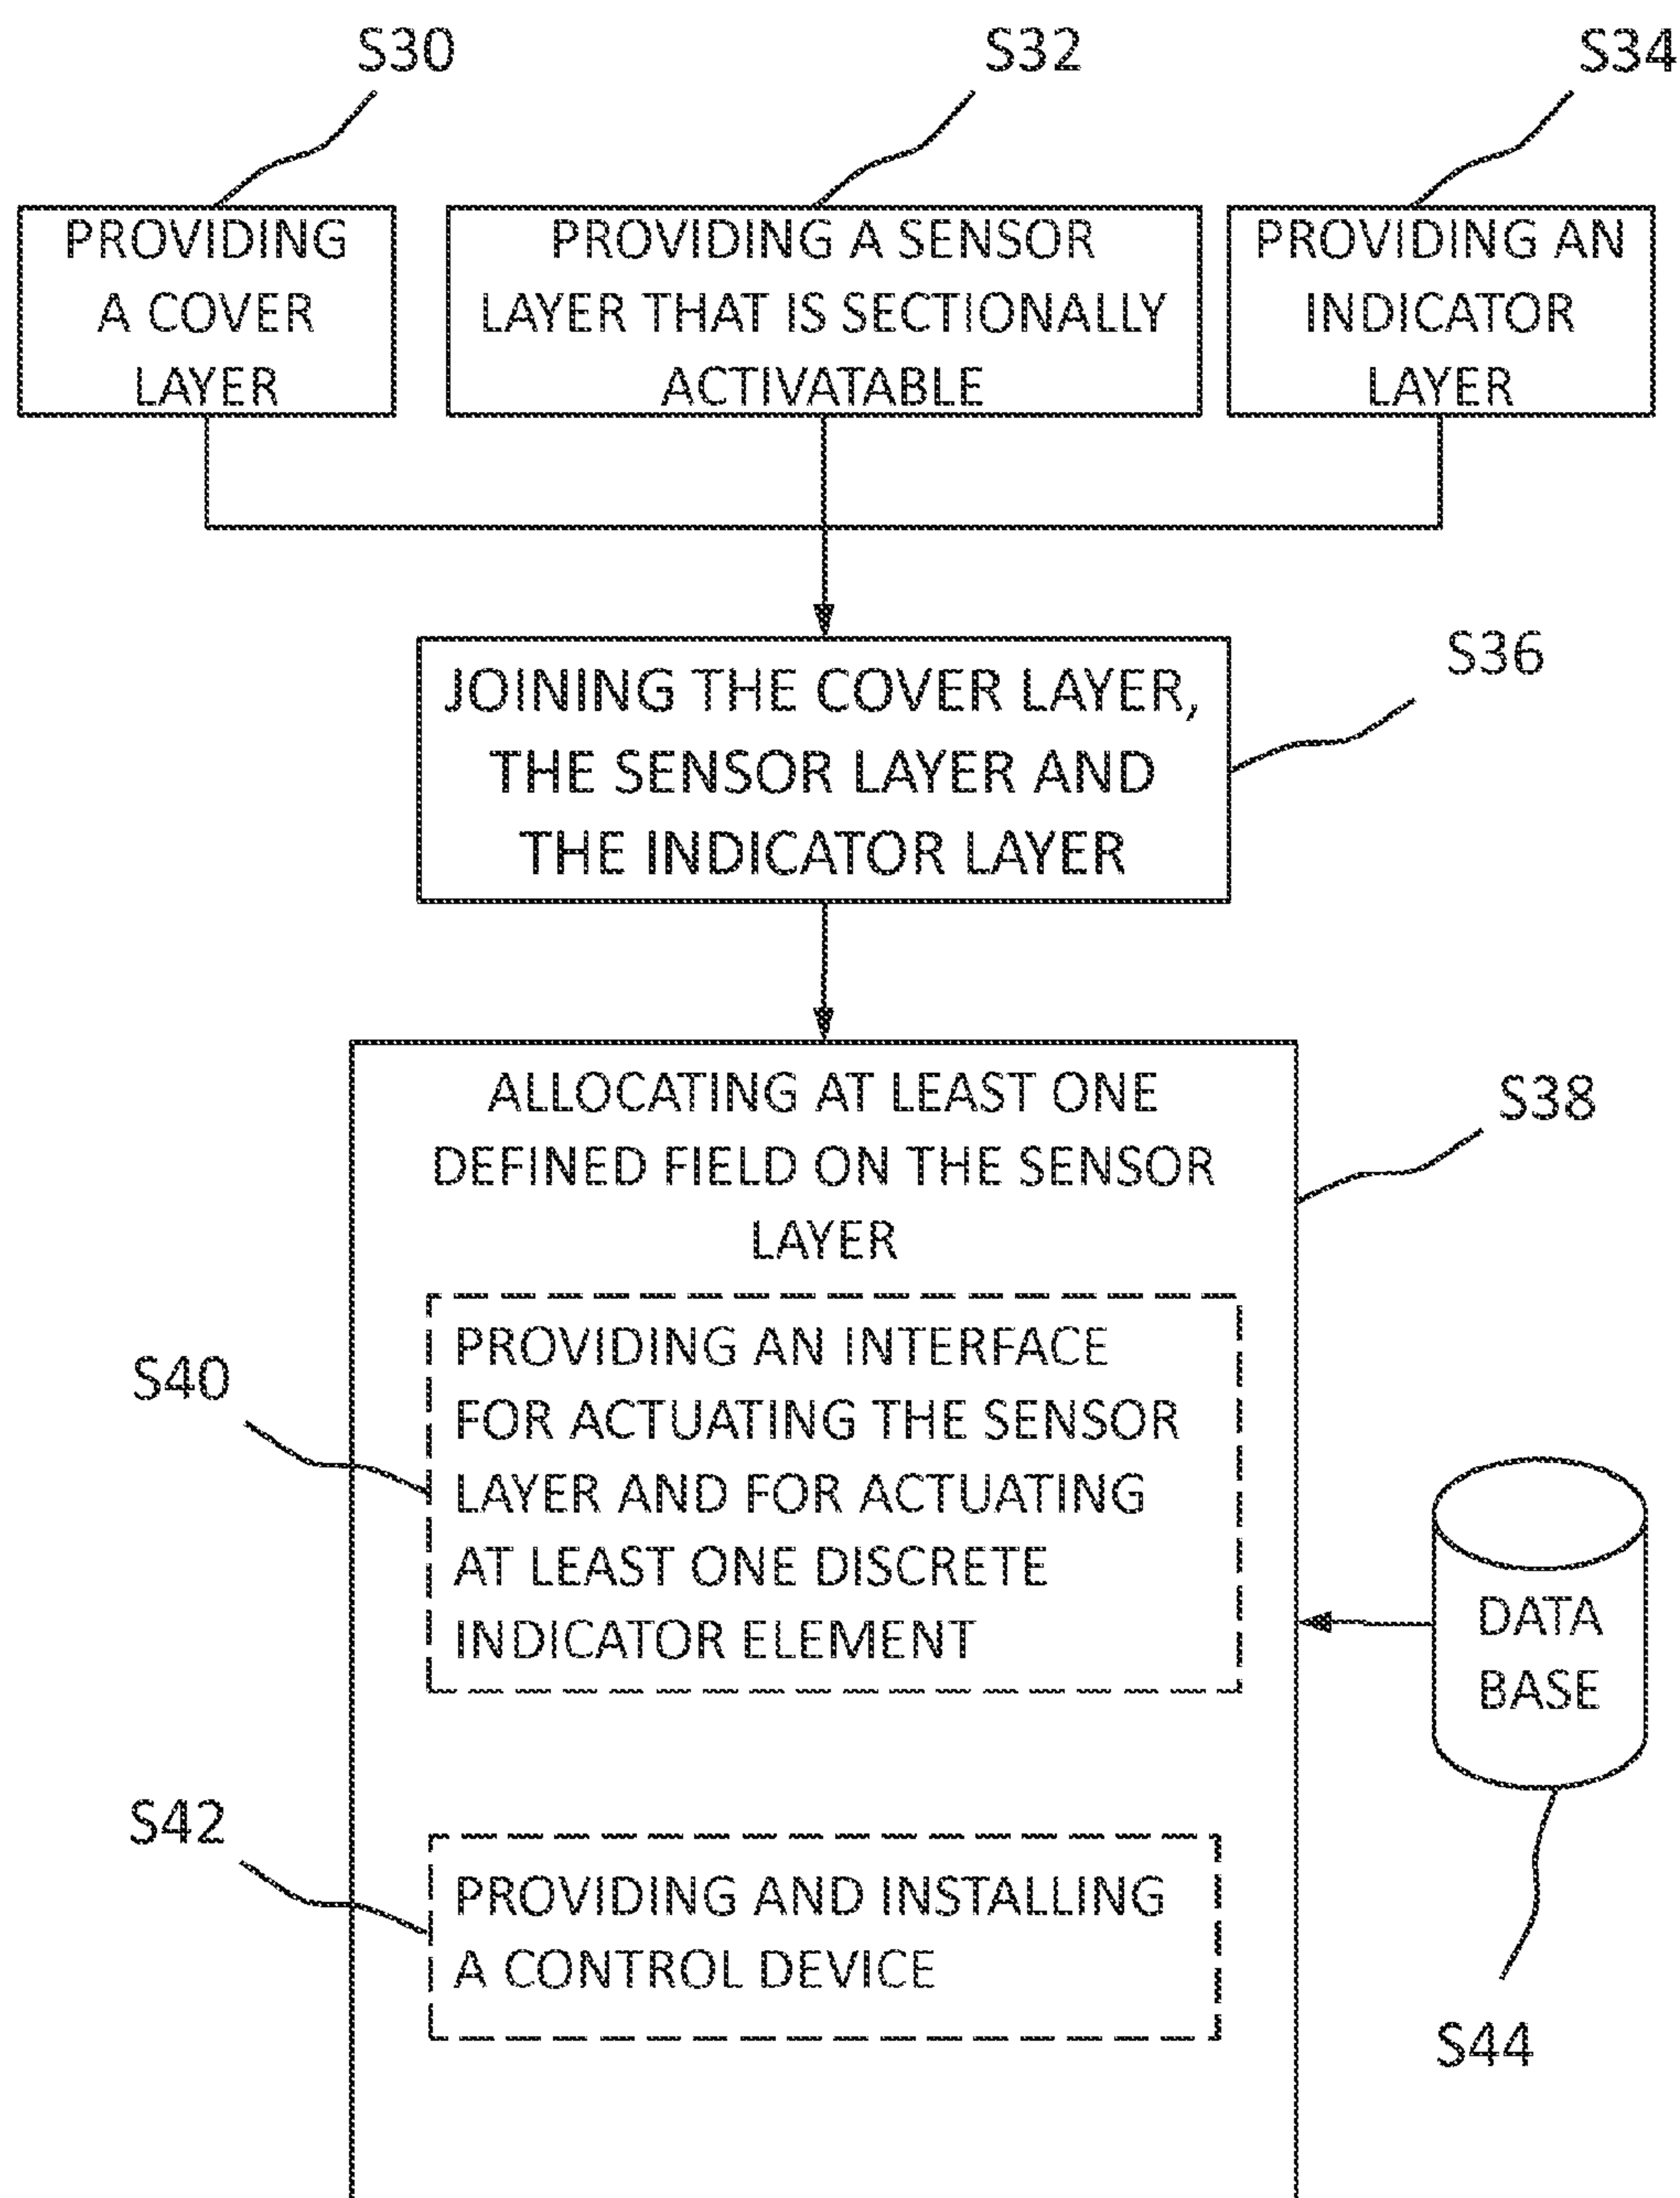 S30
S32
S34
PROVIDING
A COVER
LAYER
PROVIDING A SENSOR
LAYER THAT IS SECTIONALLY
ACTIVATABLE
PROVIDING AN
INDICATOR
LAYER
JOINING THE COVER LAYER,
THE SENSOR LAYER AND
THE INDICATOR LAYER
S36
ALLOCATING AT LEAST ONE
DEFINED FIELD ON THE SENSOR
LAYER
S38
PROVIDING AN INTERFACE
FOR ACTUATING THE SENSOR
LAYER AND FOR ACTUATING
AT LEAST ONE DISCRETE
INDICATOR ELEMENT
S40
DATA
BASE
S42
PROVIDING AND INSTALLING
A CONTROL DEVICE
S44